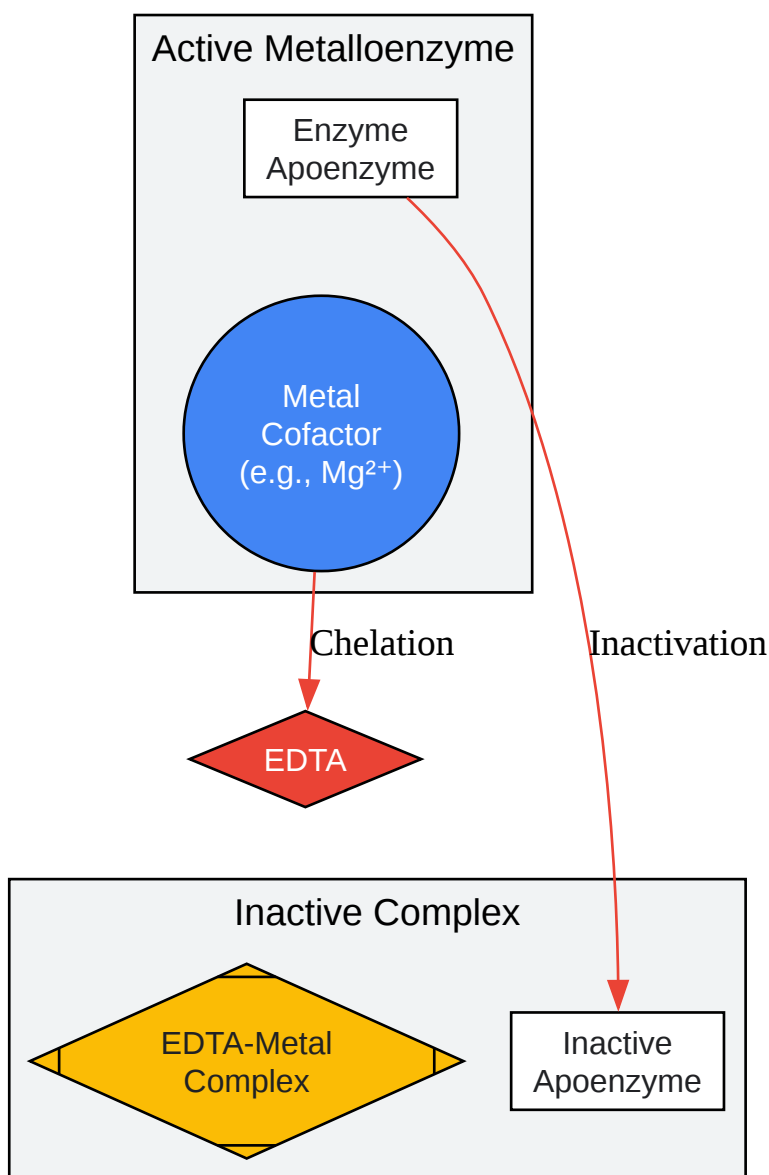 Active Metalloenzyme
Enzyme
Apoenzyme
Metal
Cofactor
(e.g., Mg²⁺)
Chelation
Inactivation
EDTA
Inactive Complex
EDTA-Metal
Complex
Inactive
Apoenzyme